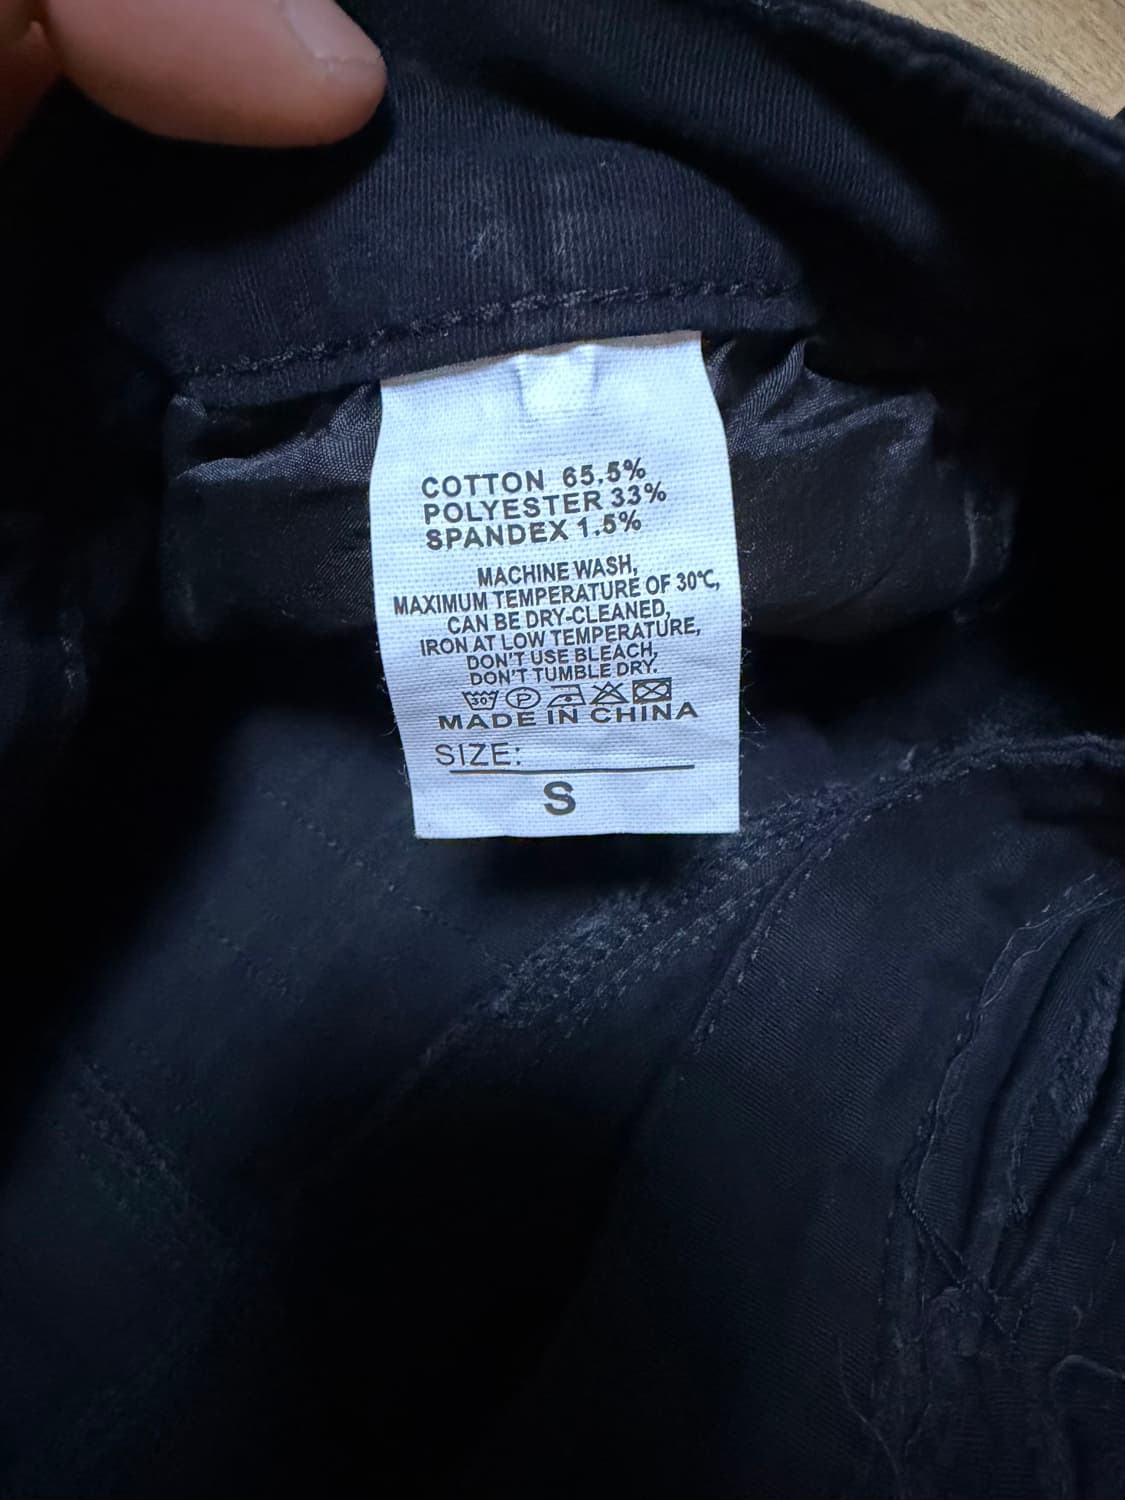 COTTON 65.5%
POLYESTER 33%
SPANDEX 1.5%
MACHINE WASH,
MAXIMUM TEMPERATURE OF 30℃,
CAN BE DRY-CLEANED,
IRON AT LOW TEMPERATURE,
DON'T USE BLEACH,
DON'T TUMBLE DRY.
30° P
MADE IN CHINA
SIZE:
S